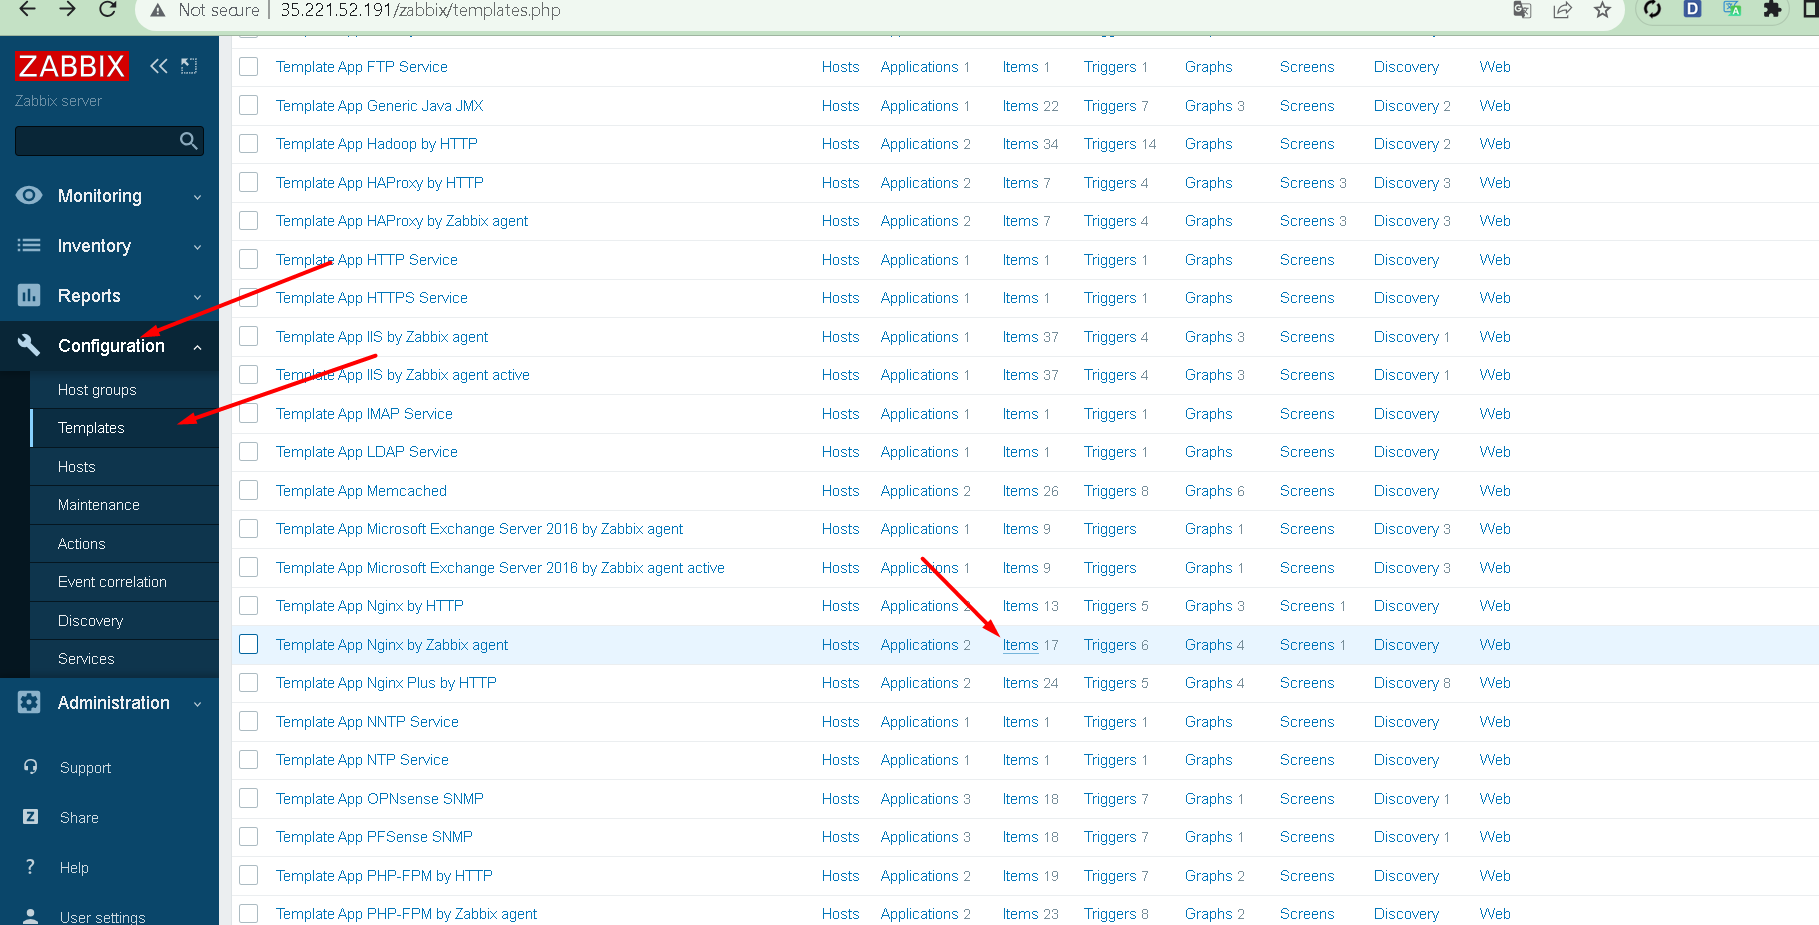 Not secure | 35.221.52.191/zabbix/templates.php
ZABBIX
Zabbix server
Monitoring
Inventory
Reports
Configuration
Host groups
Templates
Hosts
Maintenance
Actions
Event correlation
Discovery
Services
Administration
Support
Share
Help
User settings
Template App FTP Service Hosts Applications 1 Items 1 Triggers 1 Graphs Screens Discovery Web
Template App Generic Java JMX Hosts Applications 1 Items 22 Triggers 7 Graphs 3 Screens Discovery 2 Web
Template App Hadoop by HTTP Hosts Applications 2 Items 34 Triggers 14 Graphs Screens Discovery 2 Web
Template App HAProxy by HTTP Hosts Applications 2 Items 7 Triggers 4 Graphs Screens 3 Discovery 3 Web
Template App HAProxy by Zabbix agent Hosts Applications 2 Items 7 Triggers 4 Graphs Screens 3 Discovery 3 Web
Template App HTTP Service Hosts Applications 1 Items 1 Triggers 1 Graphs Screens Discovery Web
Template App HTTPS Service Hosts Applications 1 Items 1 Triggers 1 Graphs Screens Discovery Web
Template App IIS by Zabbix agent Hosts Applications 1 Items 37 Triggers 4 Graphs 3 Screens Discovery 1 Web
Template App IIS by Zabbix agent active Hosts Applications 1 Items 37 Triggers 4 Graphs 3 Screens Discovery 1 Web
Template App IMAP Service Hosts Applications 1 Items 1 Triggers 1 Graphs Screens Discovery Web
Template App LDAP Service Hosts Applications 1 Items 1 Triggers 1 Graphs Screens Discovery Web
Template App Memcached Hosts Applications 2 Items 26 Triggers 8 Graphs 6 Screens Discovery Web
Template App Microsoft Exchange Server 2016 by Zabbix agent Hosts Applications 1 Items 9 Triggers Graphs 1 Screens Discovery 3 Web
Template App Microsoft Exchange Server 2016 by Zabbix agent active Hosts Applications 1 Items 9 Triggers Graphs 1 Screens Discovery 3 Web
Template App Nginx by HTTP Hosts Applications 2 Items 13 Triggers 5 Graphs 3 Screens 1 Discovery Web
Template App Nginx by Zabbix agent Hosts Applications 2 Items 17 Triggers 6 Graphs 4 Screens 1 Discovery Web
Template App Nginx Plus by HTTP Hosts Applications 2 Items 24 Triggers 5 Graphs 4 Screens Discovery 8 Web
Template App NNTP Service Hosts Applications 1 Items 1 Triggers 1 Graphs Screens Discovery Web
Template App NTP Service Hosts Applications 1 Items 1 Triggers 1 Graphs Screens Discovery Web
Template App OPNsense SNMP Hosts Applications 3 Items 18 Triggers 7 Graphs 1 Screens Discovery 1 Web
Template App PFSense SNMP Hosts Applications 3 Items 18 Triggers 7 Graphs 1 Screens Discovery 1 Web
Template App PHP-FPM by HTTP Hosts Applications 2 Items 19 Triggers 7 Graphs 2 Screens Discovery Web
Template App PHP-FPM by Zabbix agent Hosts Applications 2 Items 23 Triggers 8 Graphs 2 Screens Discovery Web